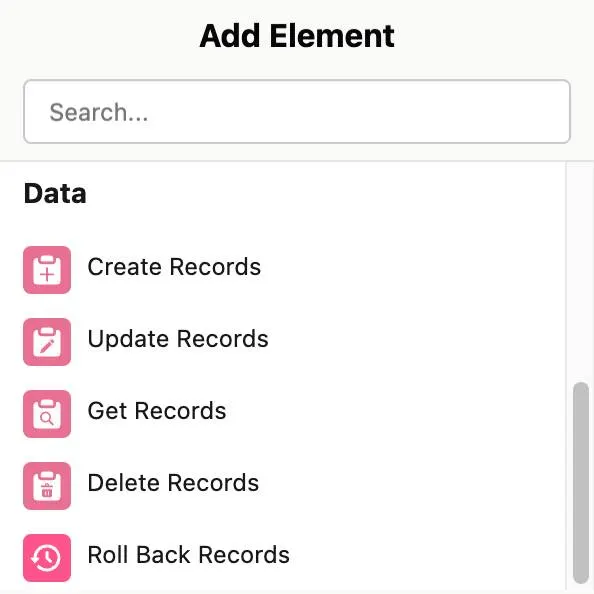 Add Element
Search...
Data
Create Records
Update Records
Get Records
Delete Records
Roll Back Records